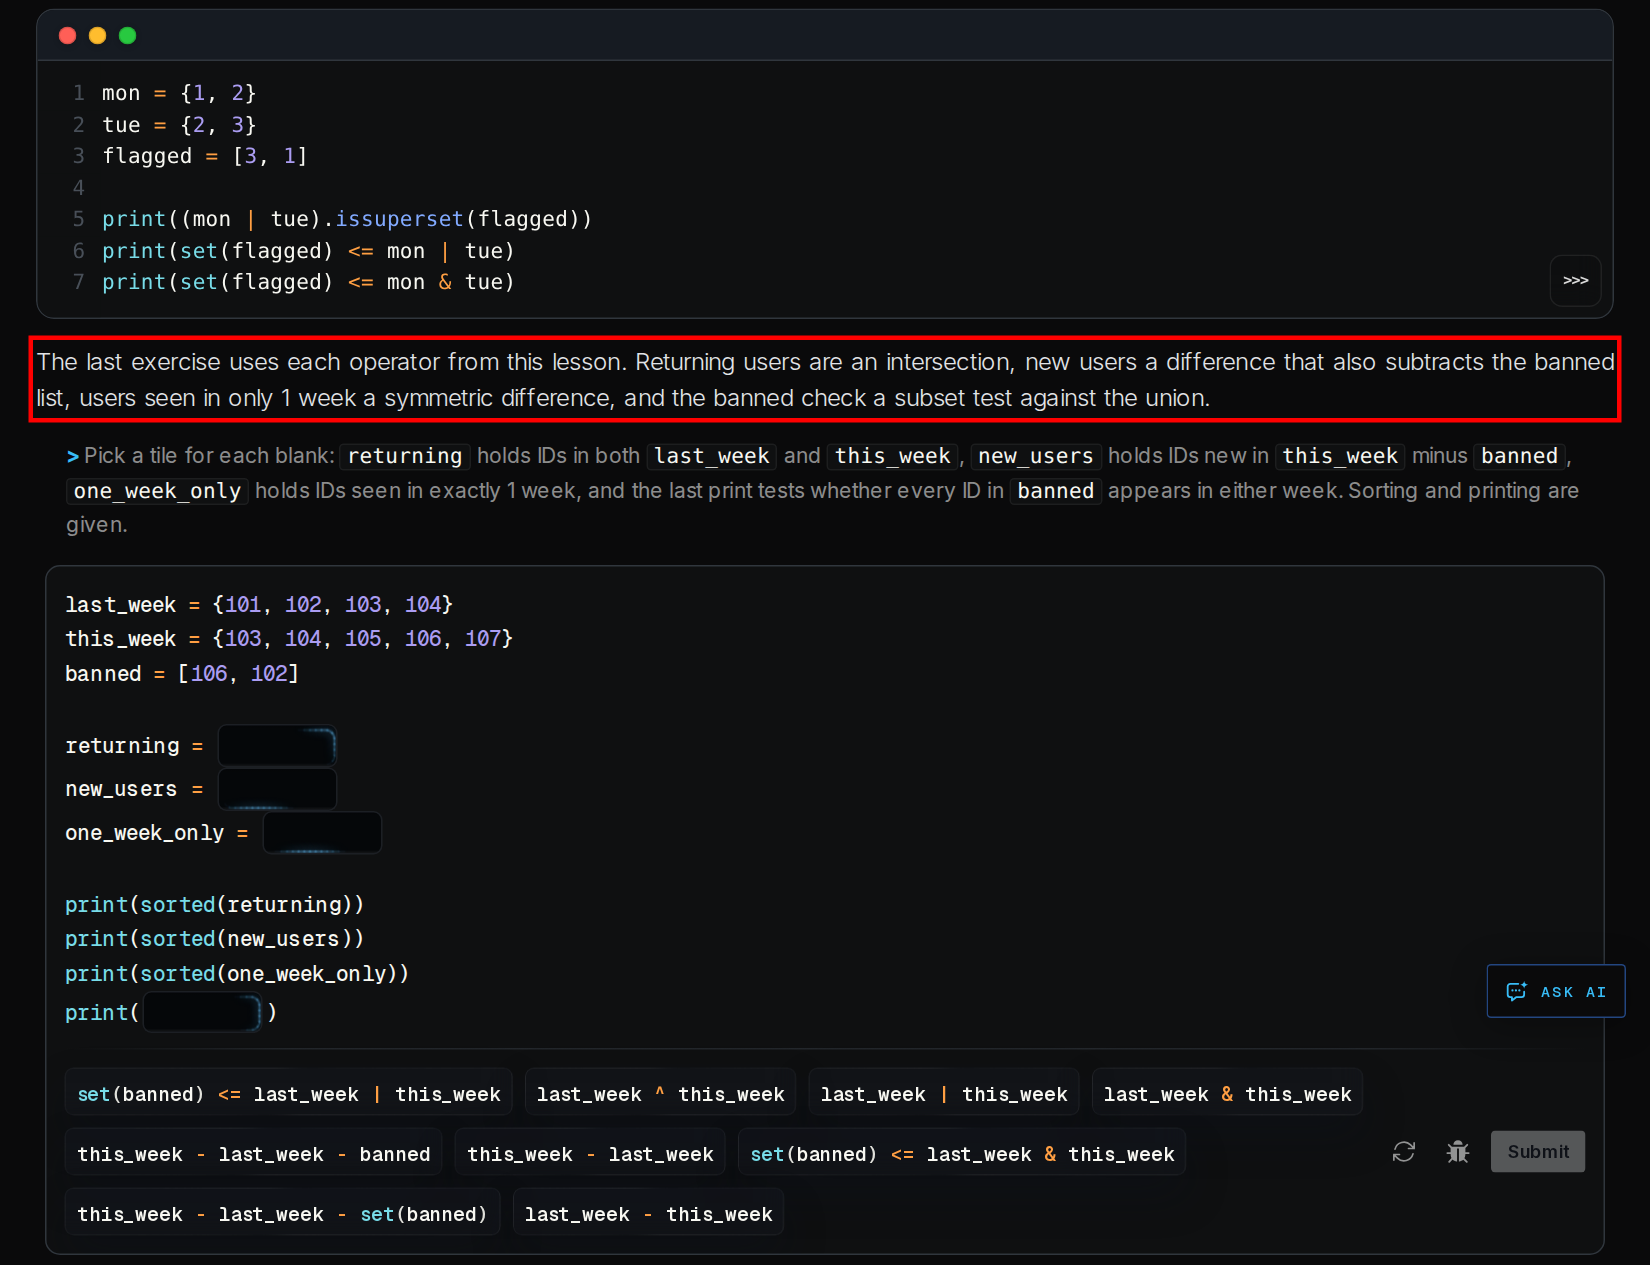 1 mon = {1, 2}
2 tue = {2, 3}
3 flagged = [3, 1]
4
5 print((mon | tue).issuperset(flagged))
6 print(set(flagged) <= mon | tue)
7 print(set(flagged) <= mon & tue)
>>>
The last exercise uses each operator from this lesson. Returning users are an intersection, new users a difference that also subtracts the banned
list, users seen in only 1 week a symmetric difference, and the banned check a subset test against the union.
> Pick a tile for each blank: returning holds IDs in both last_week and this_week, new_users holds IDs new in this_week minus banned,
one_week_only holds IDs seen in exactly 1 week, and the last print tests whether every ID in banned appears in either week. Sorting and printing are
given.
last_week = {101, 102, 103, 104}
this_week = {103, 104, 105, 106, 107}
banned = [106, 102]
returning =
new_users =
one_week_only =
print(sorted(returning))
print(sorted(new_users))
print(sorted(one_week_only))
print( )
ASK AI
set(banned) <= last_week | this_week last_week ^ this_week last_week | this_week last_week & this_week
this_week - last_week - banned this_week - last_week set(banned) <= last_week & this_week Submit
this_week - last_week - set(banned) last_week - this_week